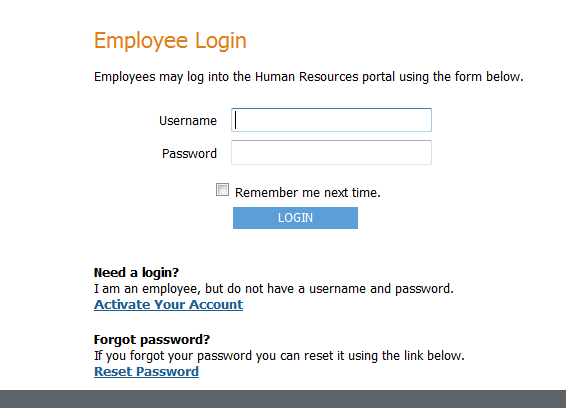 Employee Login
Employees may log into the Human Resources portal using the form below.
Username
Password
Remember me next time.
LOGIN
Need a login?
I am an employee, but do not have a username and password.
Activate Your Account
Forgot password?
If you forgot your password you can reset it using the link below.
Reset Password